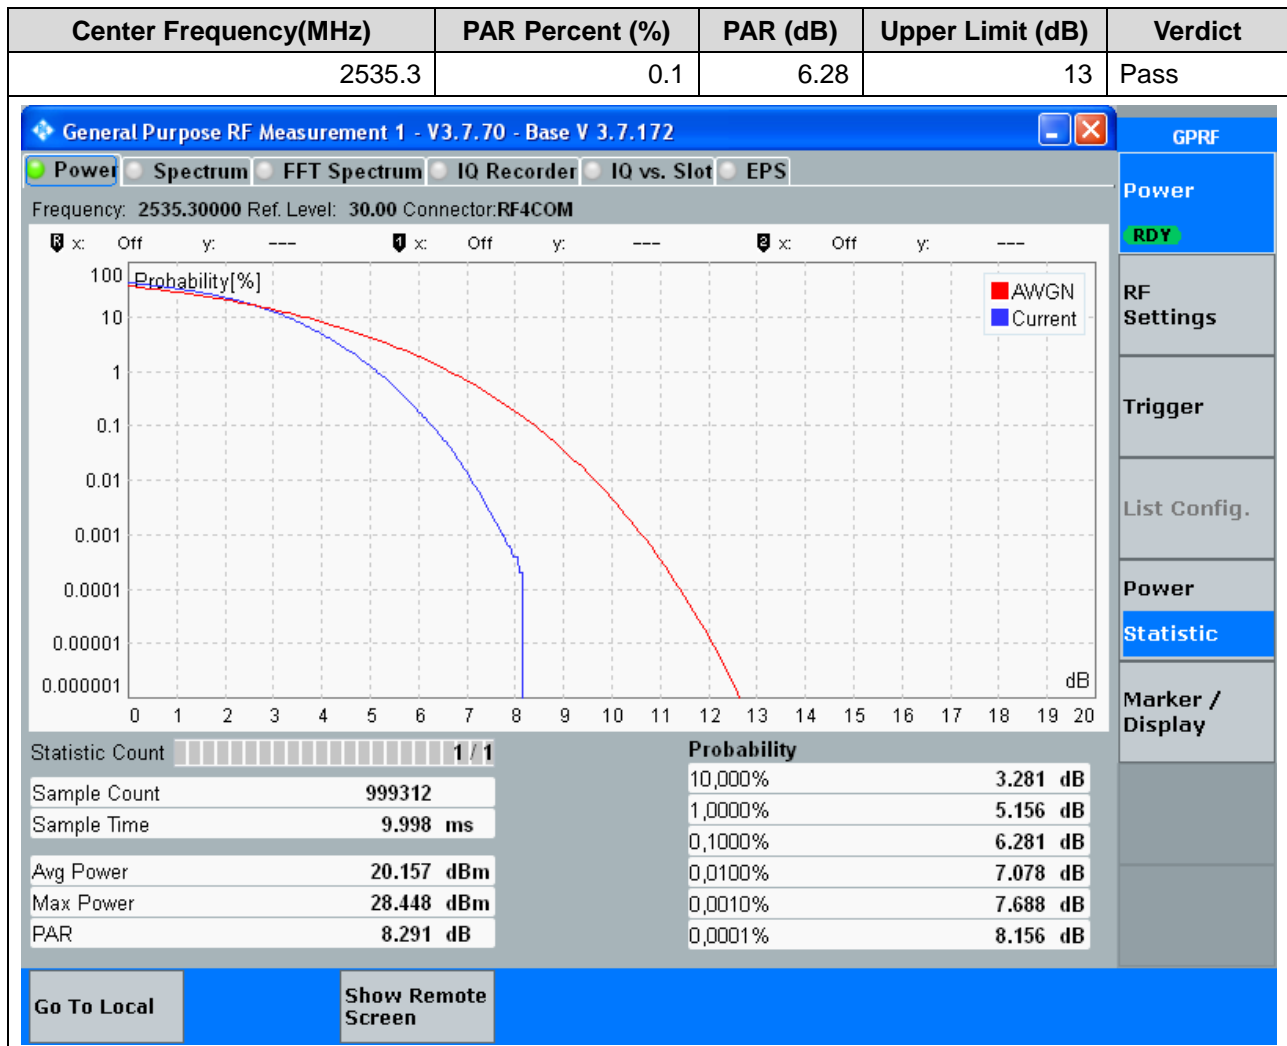 Center Frequency(MHz) PAR Percent (%) PAR (dB) Upper Limit (dB) Verdict
2535.3 0.1 6.28 13 Pass
General Purpose RF Measurement 1 - V3.7.70 - Base V 3.7.172
GPRF
Power Spectrum FFT Spectrum IQ Recorder IQ vs. Slot EPS
Power
RDY
Frequency: 2535.30000 Ref. Level: 30.00 Connector:RF4COM
R x: Off y: --- 1 x: Off y: --- 2 x: Off y: ---
Probability[%]
AWGN
Current
100
10
1
0.1
0.01
0.001
0.0001
0.00001
0.000001
dB
0 1 2 3 4 5 6 7 8 9 10 11 12 13 14 15 16 17 18 19 20
RF
Settings
Trigger
List Config.
Power
Statistic
Marker /
Display
Statistic Count 1 / 1
Sample Count 999312
Sample Time 9.998 ms
Avg Power 20.157 dBm
Max Power 28.448 dBm
PAR 8.291 dB
Probability
10,000% 3.281 dB
1,0000% 5.156 dB
0,1000% 6.281 dB
0,0100% 7.078 dB
0,0010% 7.688 dB
0,0001% 8.156 dB
Go To Local
Show Remote
Screen